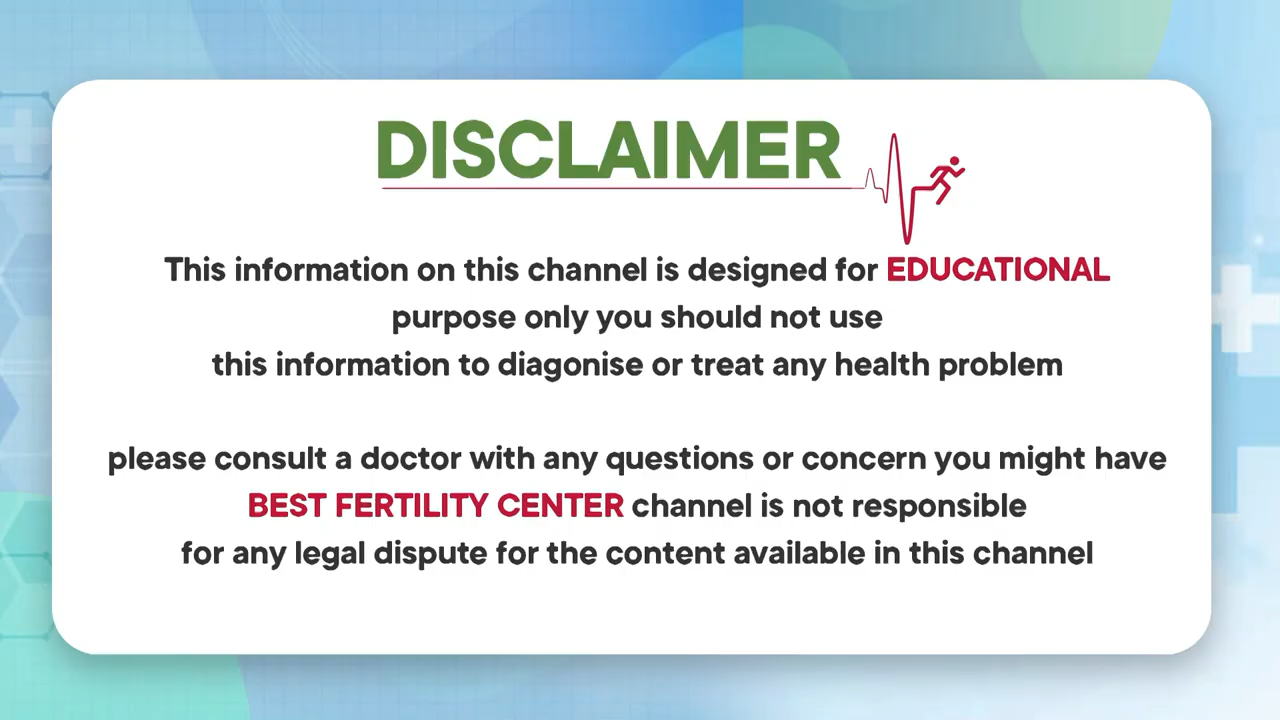 DISCLAIMER
This information on this channel is designed for EDUCATIONAL
purpose only you should not use
this information to diagonise or treat any health problem
please consult a doctor with any questions or concern you might have
BEST FERTILITY CENTER channel is not responsible
for any legal dispute for the content available in this channel